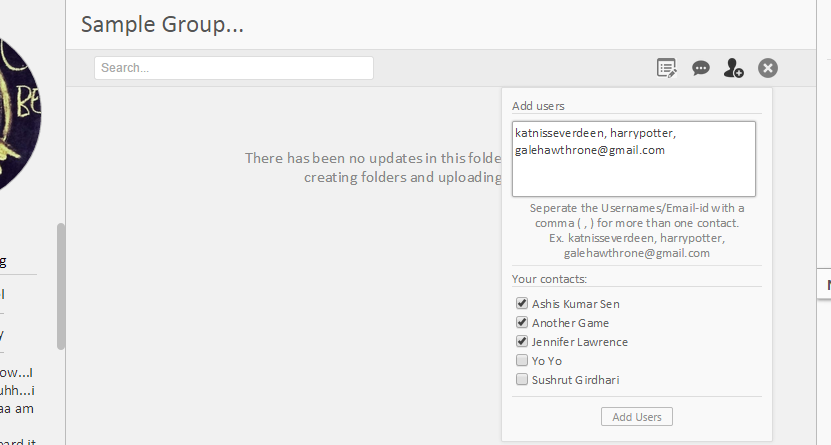 Sample Group...
Search...
There has been no updates in this folde
creating folders and uploading
Add users
katnisseverdeen, harrypotter,
galehawthrone@gmail.com
Seperate the Usernames/Email-id with a
comma ( , ) for more than one contact.
Ex. katnisseverdeen, harrypotter,
galehawthrone@gmail.com
Your contacts:
Ashis Kumar Sen
Another Game
Jennifer Lawrence
Yo Yo
Sushrut Girdhari
Add Users
BE
g
l
y
ow...I
uhh...i
aa am